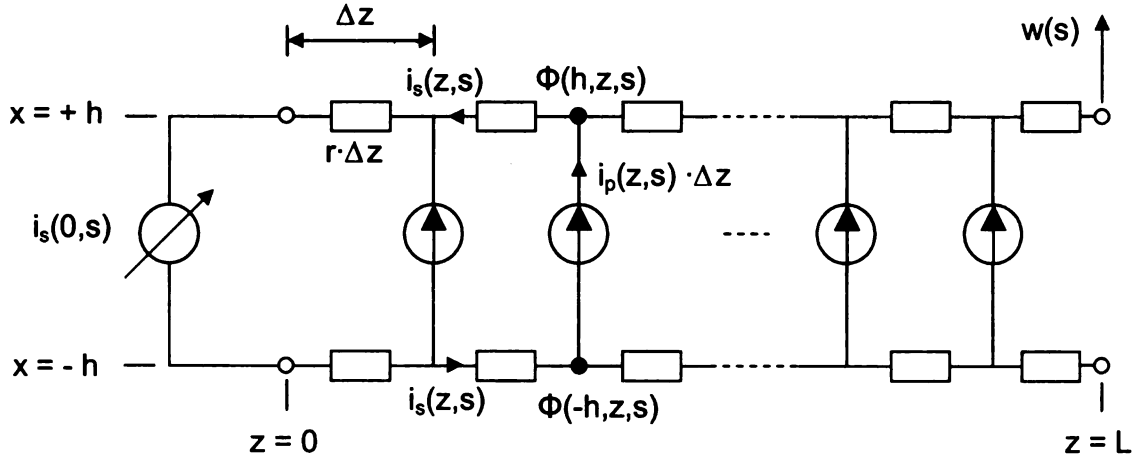 Δz
w(s)
i_s(z,s)
Φ(h,z,s)
x = + h
r·Δz
i_p(z,s) ·Δz
i_s(0,s)
x = - h
i_s(z,s)
Φ(-h,z,s)
z = 0
z = L